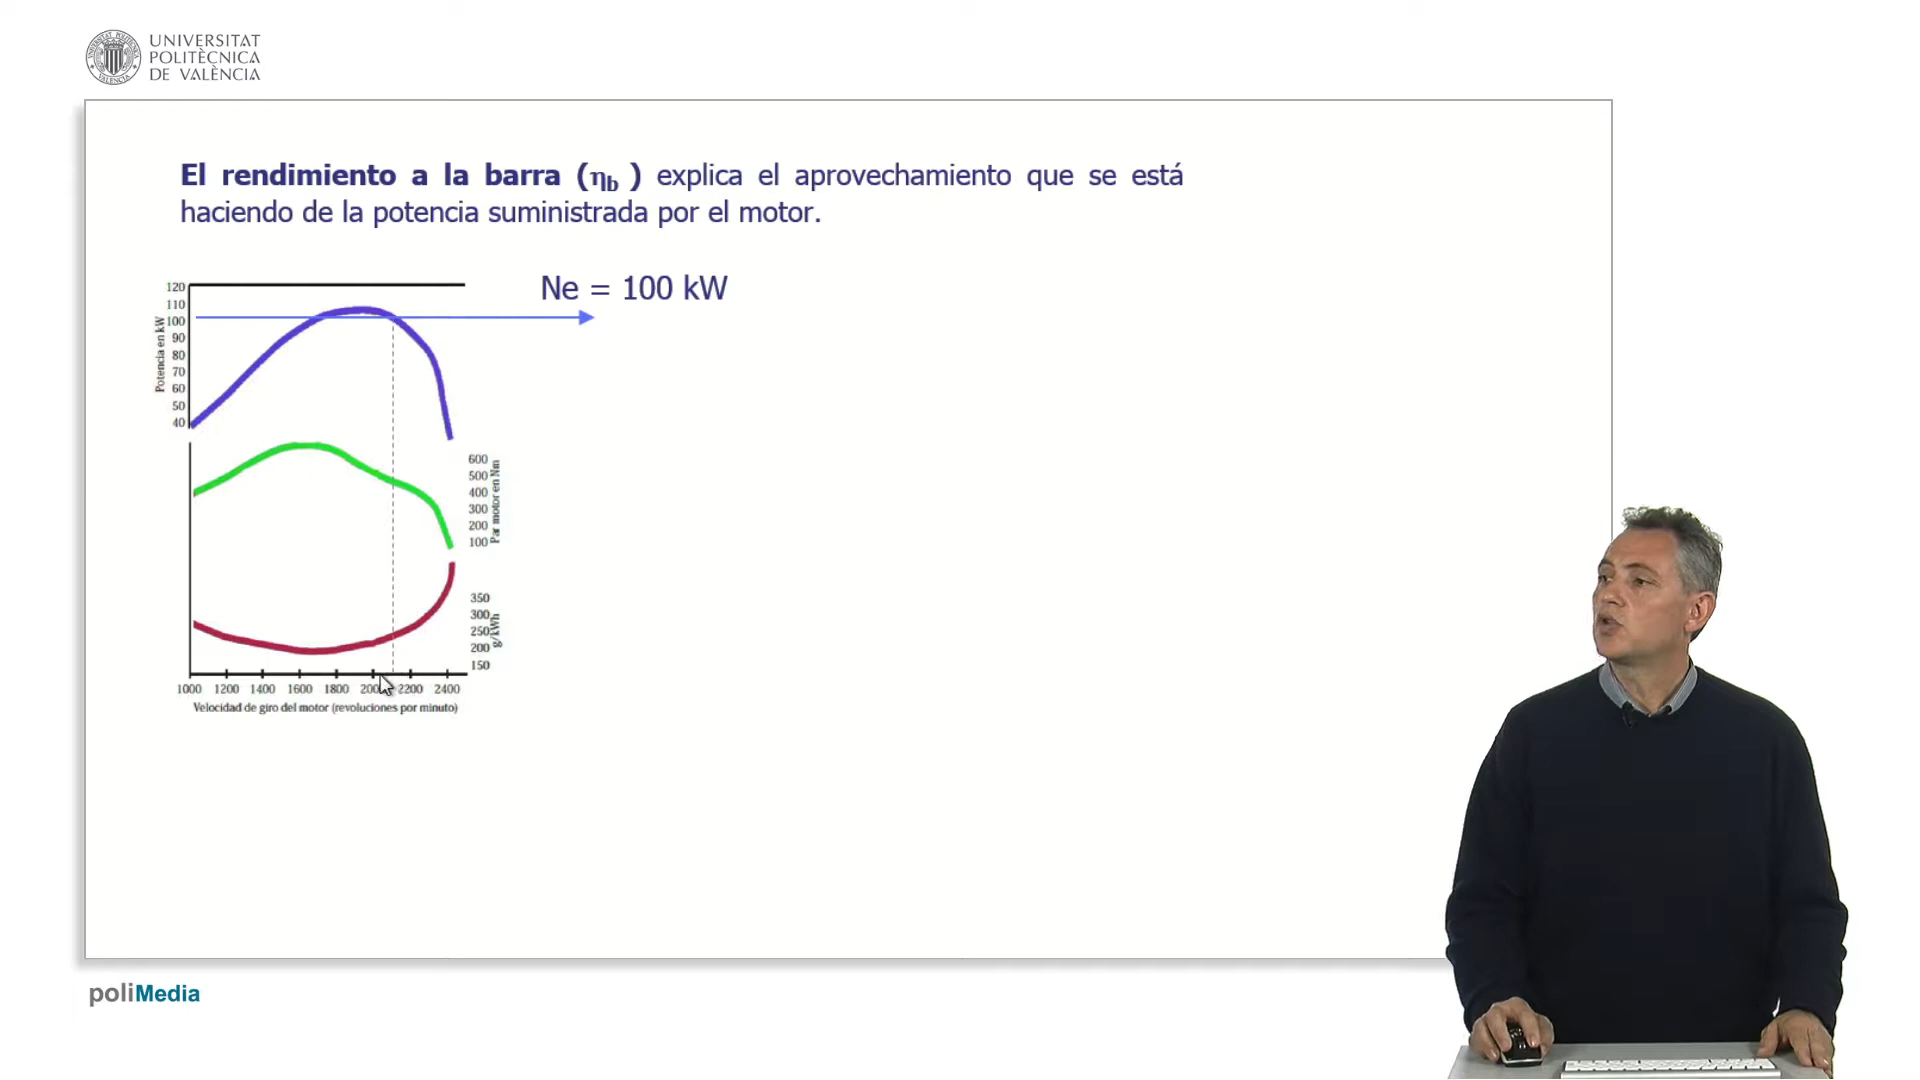 UNIVERSITAT
POLITÈCNICA
DE VALÈNCIA
El rendimiento a la barra (ηb ) explica el aprovechamiento que se está
haciendo de la potencia suministrada por el motor.
Ne = 100 kW
120
110
100
90
80
70
60
50
40
Potencia en kW
600
500
400
300
200
100
Par motor en Nm
350
300
250
200
150
g/kWh
1000 1200 1400 1600 1800 2000 2200 2400
Velocidad de giro del motor (revoluciones por minuto)
poliMedia